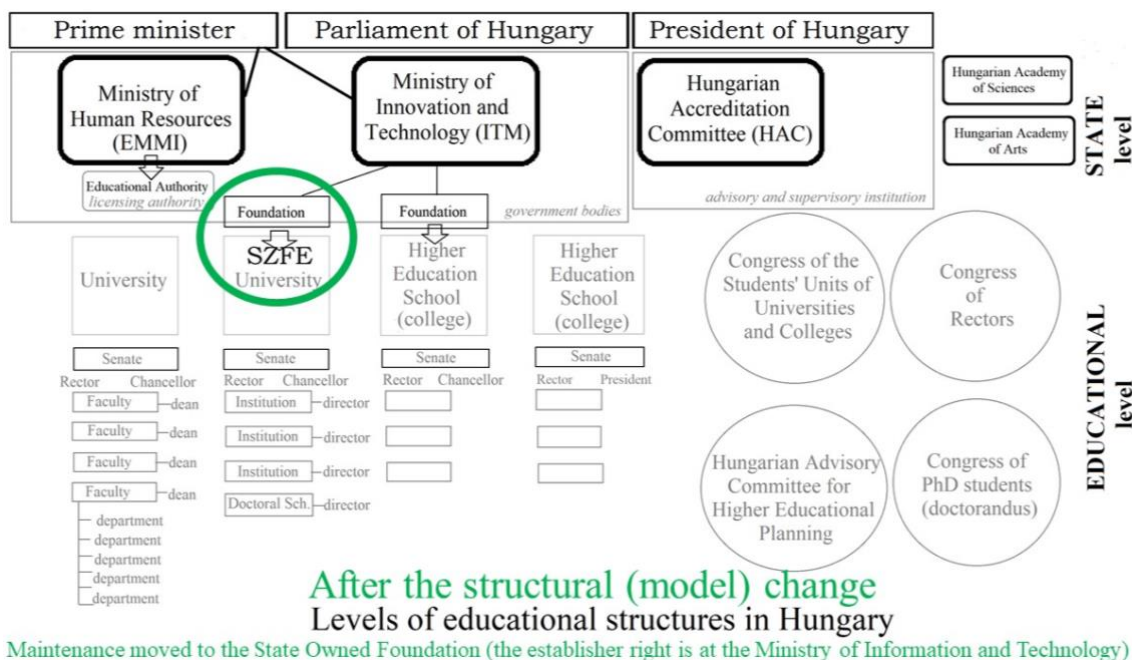 Prime minister
Parliament of Hungary
President of Hungary
Ministry of
Human Resources
(EMMI)
Ministry of
Innovation and
Technology (ITM)
Hungarian
Accreditation
Committee (HAC)
Hungarian Academy
of Sciences
Hungarian Academy
of Arts
STATE
level
Educational Authority
licensing authority
Foundation
Foundation
government bodies
advisory and supervisory institution
University
SZFE
University
Higher
Education
School
(college)
Higher
Education
School
(college)
Congress of the
Students' Units of
Universities
and Colleges
Congress
of
Rectors
Senate
Rector Chancellor
Faculty dean
Faculty dean
Faculty dean
Faculty dean
department
department
department
department
department
Senate
Rector Chancellor
Institution director
Institution director
Institution director
Doctoral Sch. director
Senate
Rector Chancellor
Senate
Rector President
Hungarian Advisory
Committee for
Higher Educational
Planning
Congress of
PhD students
(doctorandus)
EDUCATIONAL
level
After the structural (model) change
Levels of educational structures in Hungary
Maintenance moved to the State Owned Foundation (the establisher right is at the Ministry of Information and Technology)